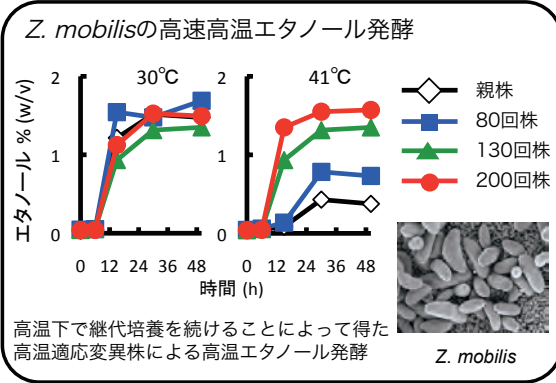 Z. mobilisの高速高温エタノール発酵
30℃
41℃
エタノール % (w/v)
2
1
0
2
1
0
0 12 24 36 48
0 12 24 36 48
時間 (h)
親株
80回株
130回株
200回株
高温下で継代培養を続けることによって得た
高温適応変異株による高温エタノール発酵
Z. mobilis